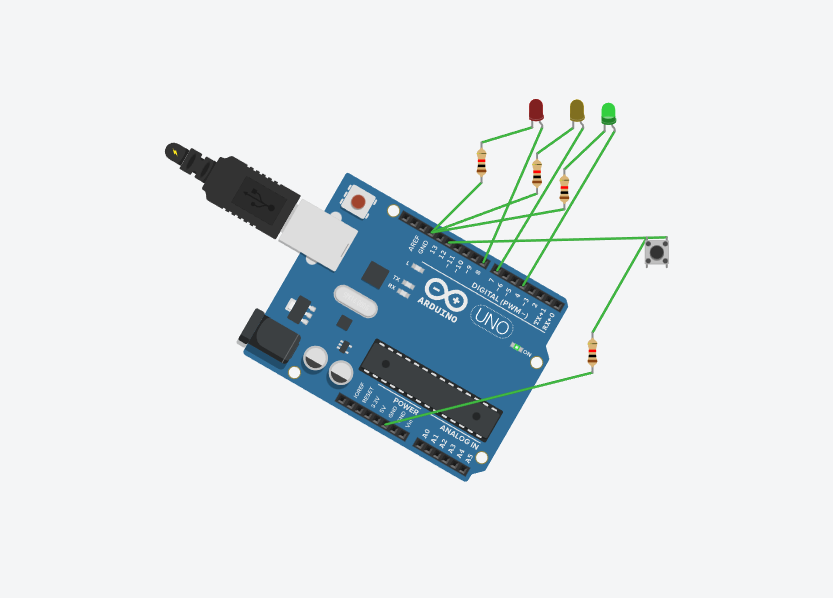 AREF
GND
13
12
~11
~10
~9
8
7
~6
~5
4
~3
2
TX→1
RX←0
DIGITAL (PWM~)
L
TX
RX
ARDUINO
UNO
ON
IOREF
RESET
3.3V
5V
GND
GND
Vin
POWER
ANALOG IN
A0
A1
A2
A3
A4
A5